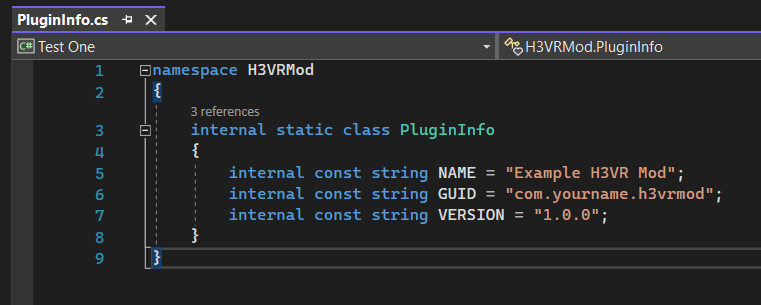 PluginInfo.cs
C# Test One
H3VRMod.PluginInfo
1 namespace H3VRMod
2 {
3 references
3 internal static class PluginInfo
4 {
5 internal const string NAME = "Example H3VR Mod";
6 internal const string GUID = "com.yourname.h3vrmod";
7 internal const string VERSION = "1.0.0";
8 }
9 }